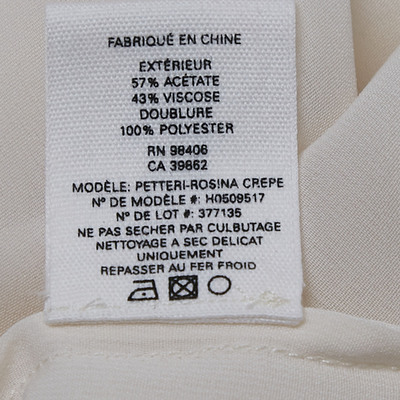 FABRIQUÉ EN CHINE
EXTÉRIEUR
57% ACÉTATE
43% VISCOSE
DOUBLURE
100% POLYESTER
RN 98406
CA 39862
MODÈLE: PETTERI-ROSINA CREPE
N° DE MODÈLE #: H0509517
N° DE LOT #: 377135
NE PAS SECHER PAR CULBUTAGE
NETTOYAGE A SEC DELICAT
UNIQUEMENT
REPASSER AU FER FROID